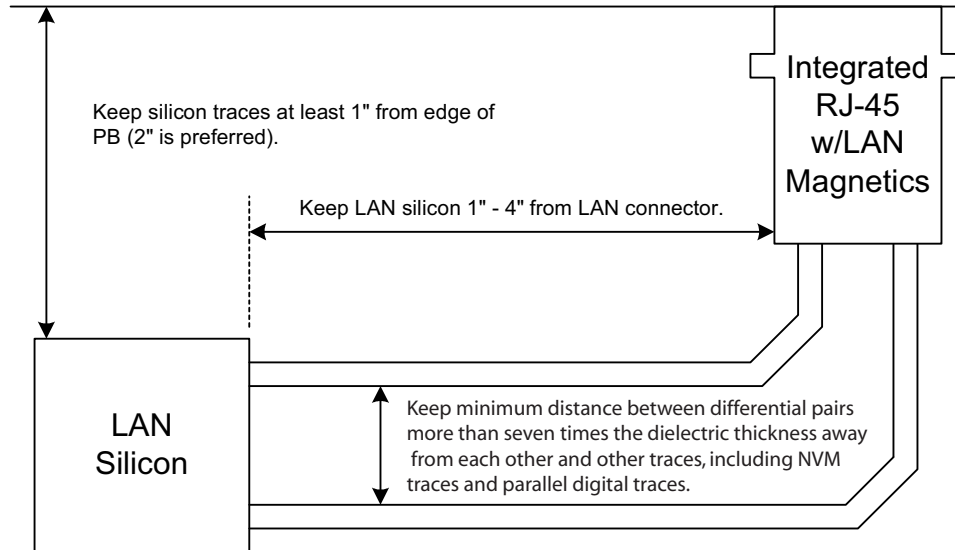 Integrated
RJ-45
w/LAN
Magnetics
Keep silicon traces at least 1" from edge of
PB (2" is preferred).
Keep LAN silicon 1" - 4" from LAN connector.
LAN
Silicon
Keep minimum distance between differential pairs
more than seven times the dielectric thickness away
from each other and other traces, including NVM
traces and parallel digital traces.